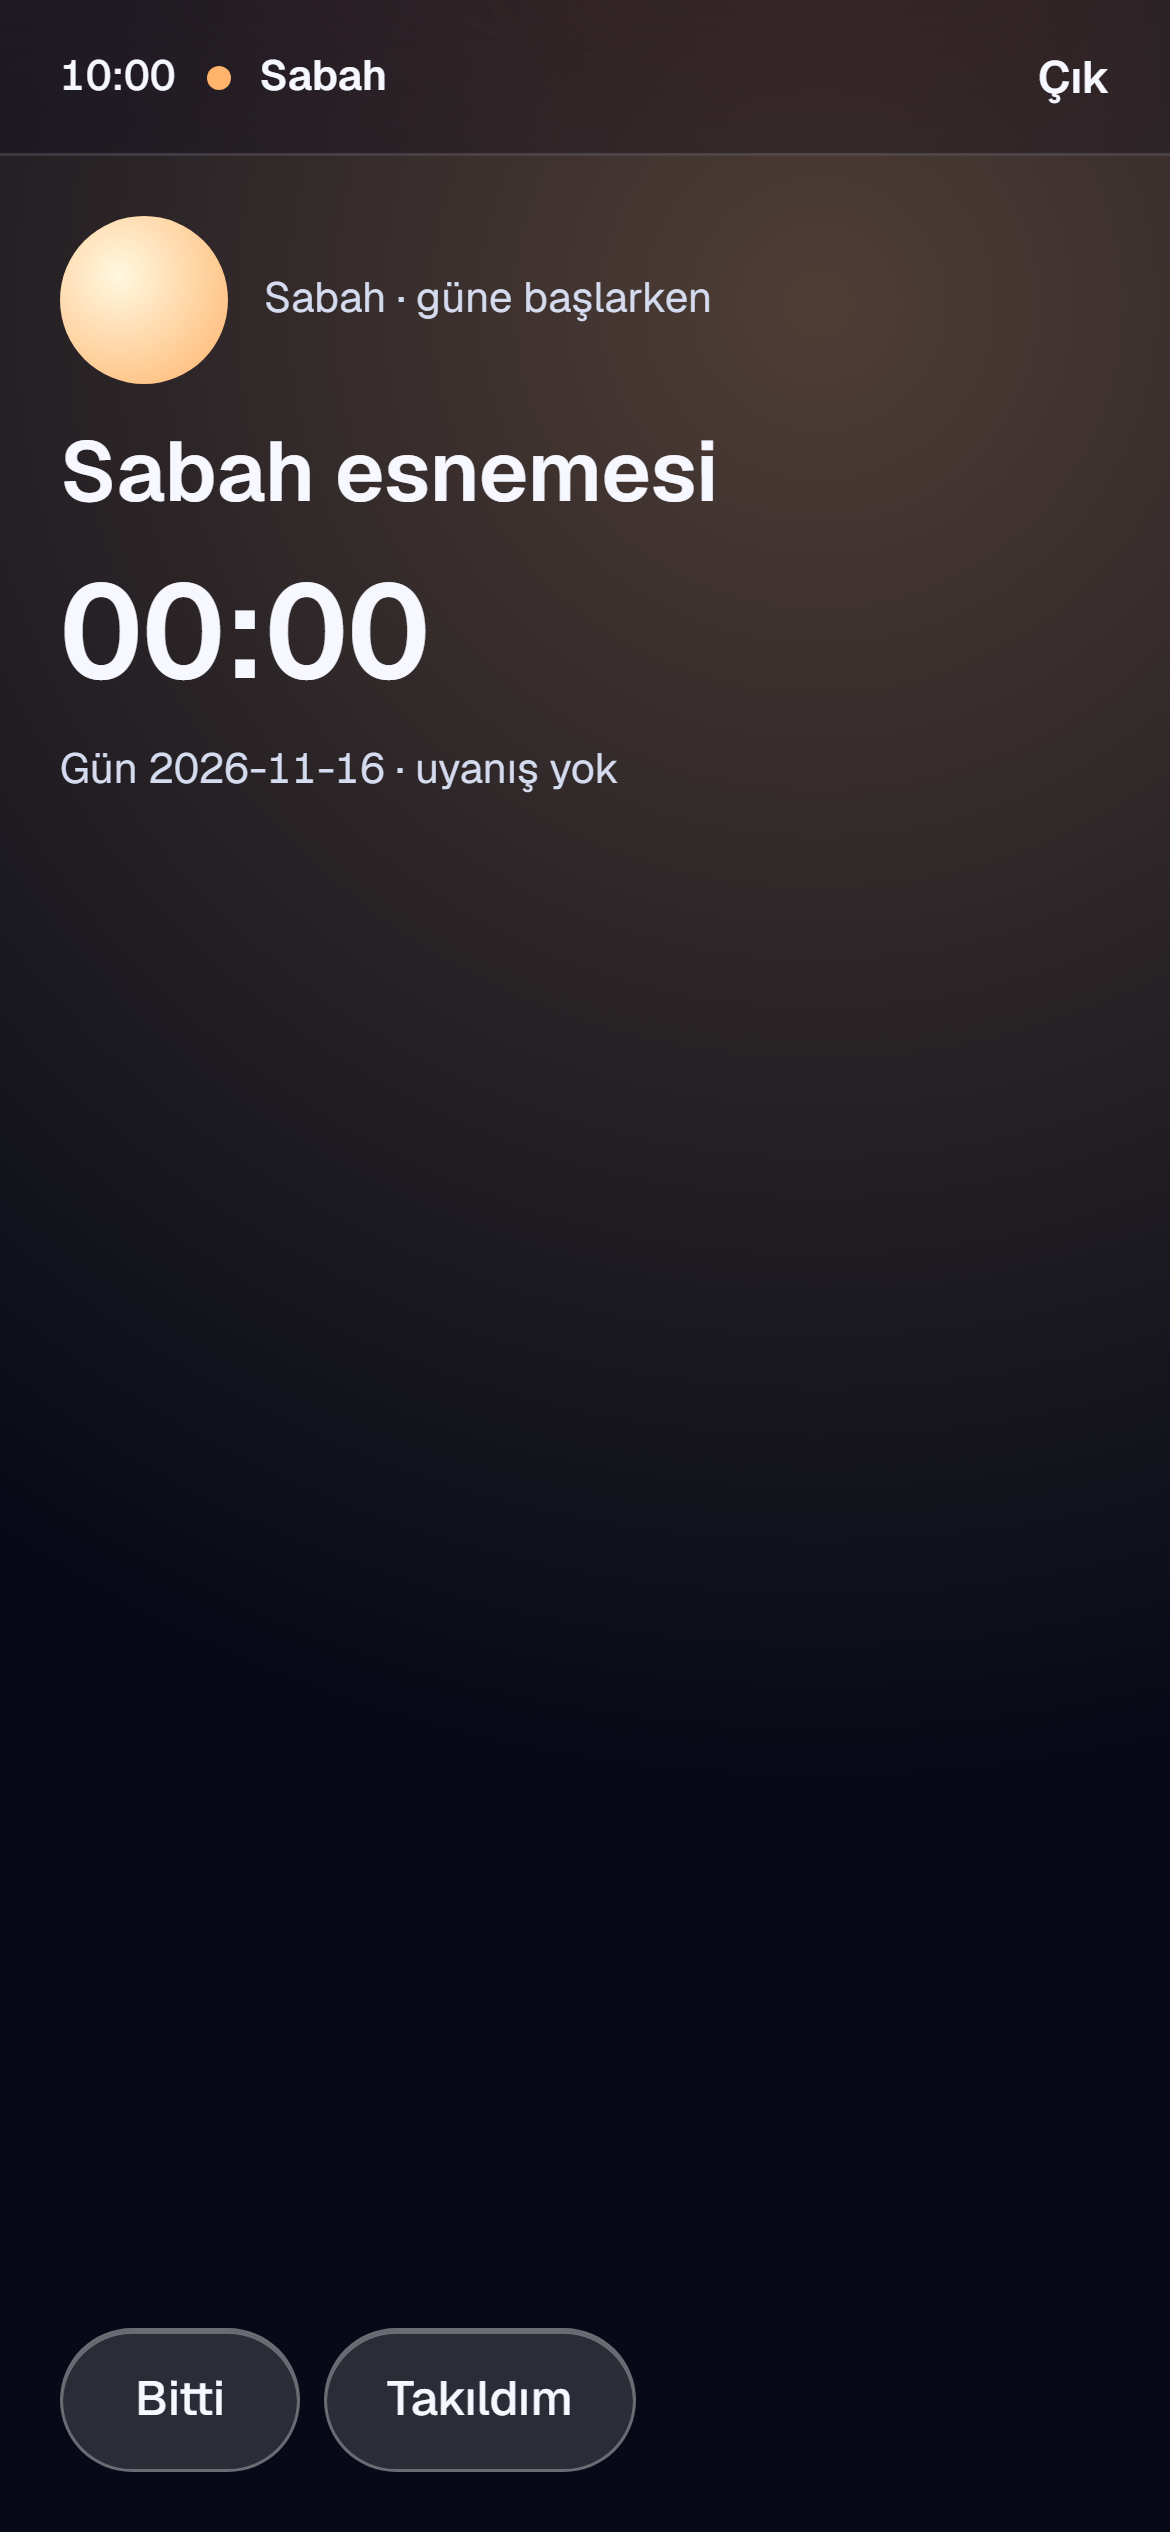 10:00 Sabah Çık
Sabah · güne başlarken
Sabah esnemesi
00:00
Gün 2026-11-16 · uyanış yok
Bitti Takıldım